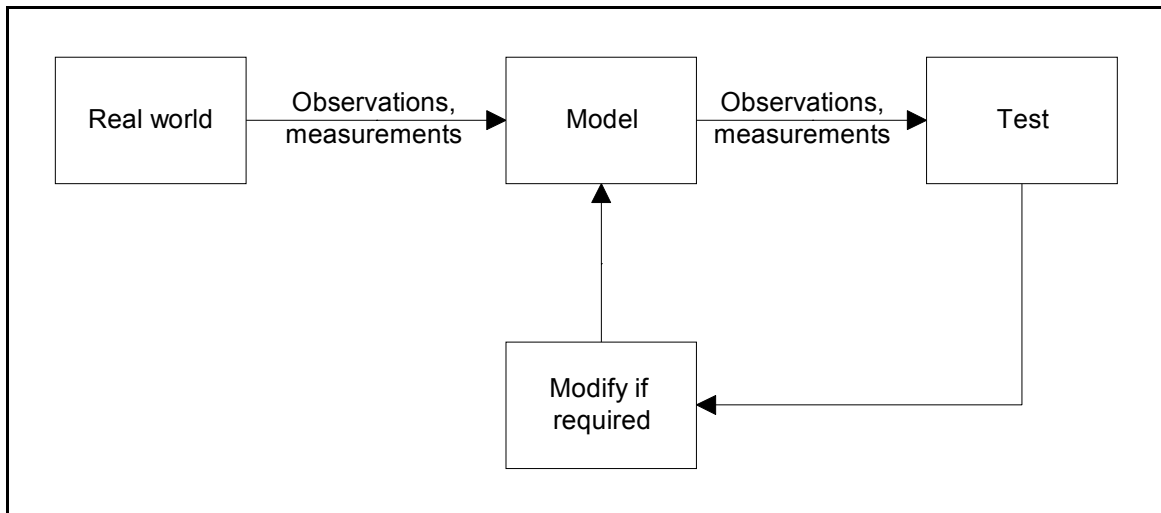 Real world
Observations,
measurements
Model
Observations,
measurements
Test
Modify if
required